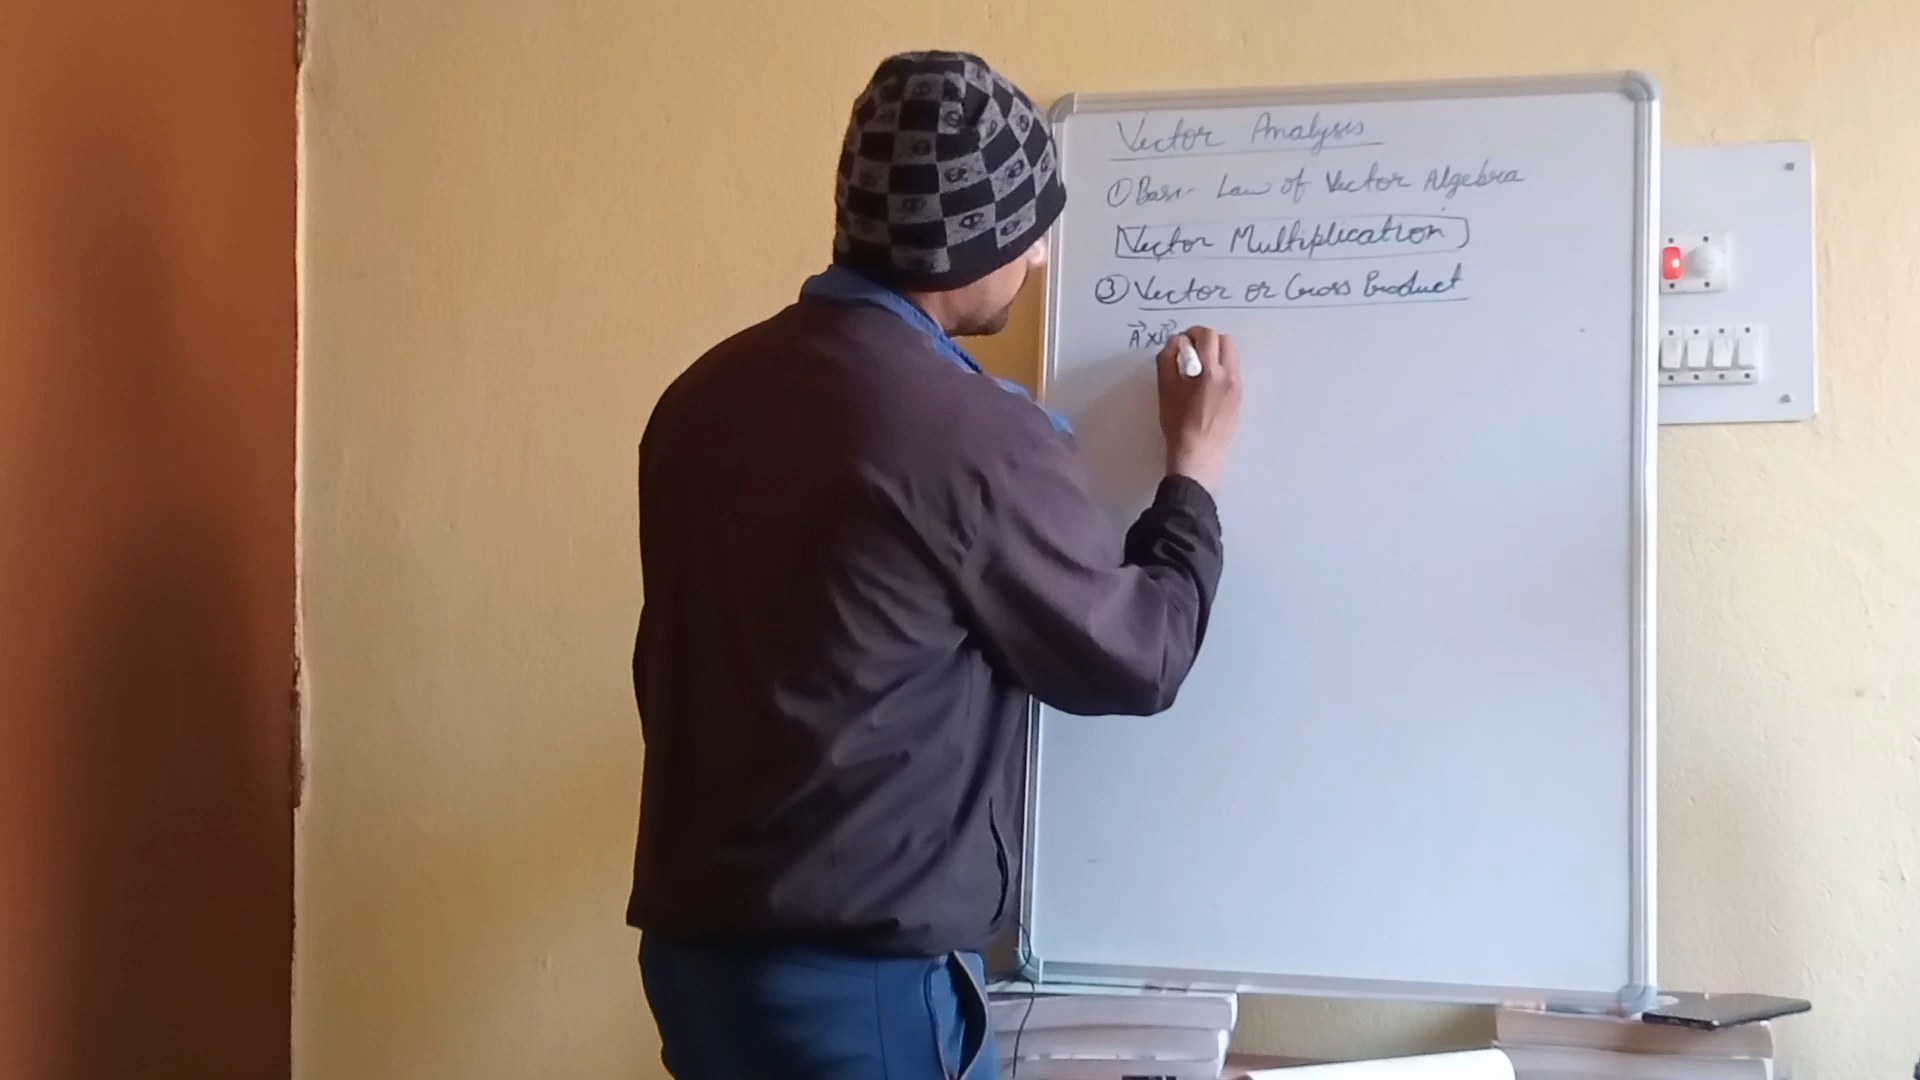 Vector Analysis
① Basic Law of Vector Algebra
Vector Multiplication
③ Vector or Cross Product
A⃗ × B⃗